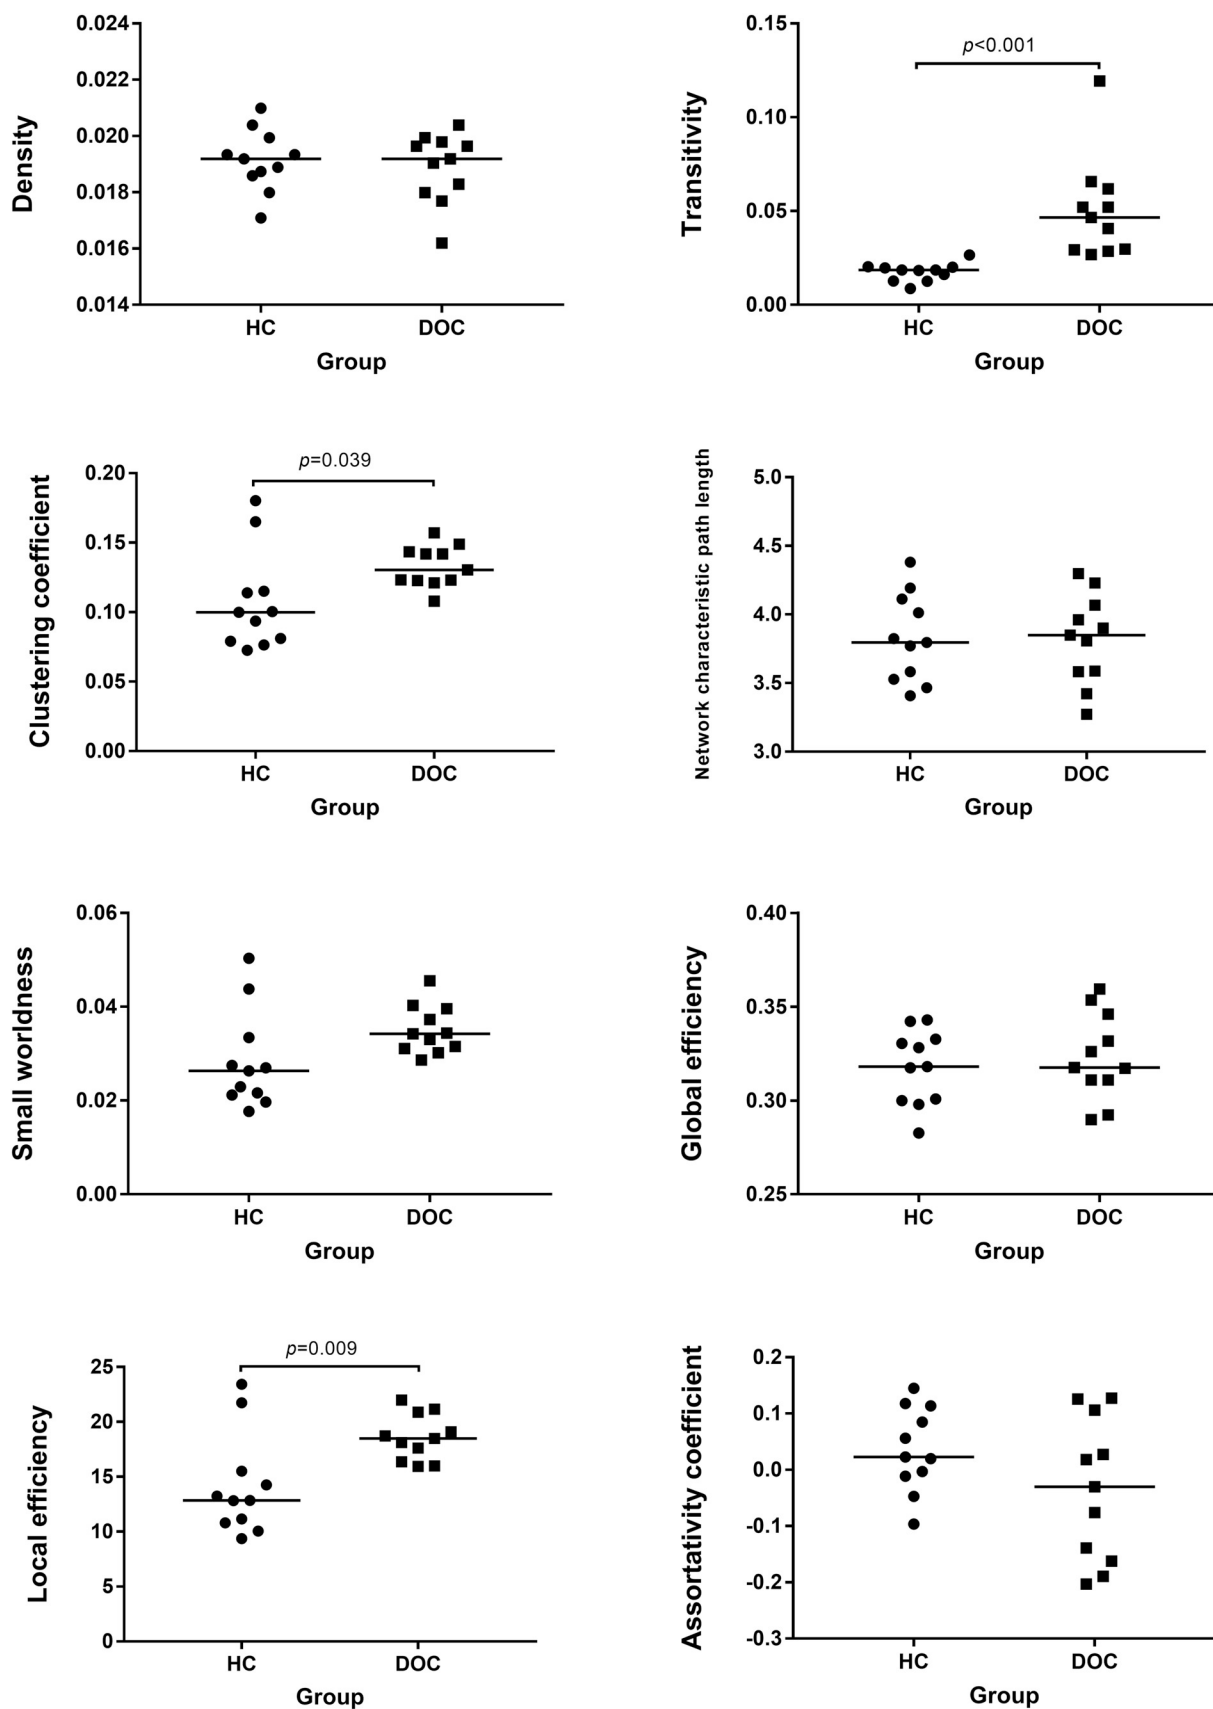 Density
0.024
0.022
0.020
0.018
0.016
0.014
HC
DOC
Group
Transitivity
0.15
0.10
0.05
0.00
p<0.001
HC
DOC
Group
Clustering coefficient
0.20
0.15
0.10
0.05
0.00
p=0.039
HC
DOC
Group
Network characteristic path length
5.0
4.5
4.0
3.5
3.0
HC
DOC
Group
Small worldness
0.06
0.04
0.02
0.00
HC
DOC
Group
Global efficiency
0.40
0.35
0.30
0.25
HC
DOC
Group
Local efficiency
25
20
15
10
5
0
p=0.009
HC
DOC
Group
Assortativity coefficient
0.2
0.1
0.0
-0.1
-0.2
-0.3
HC
DOC
Group